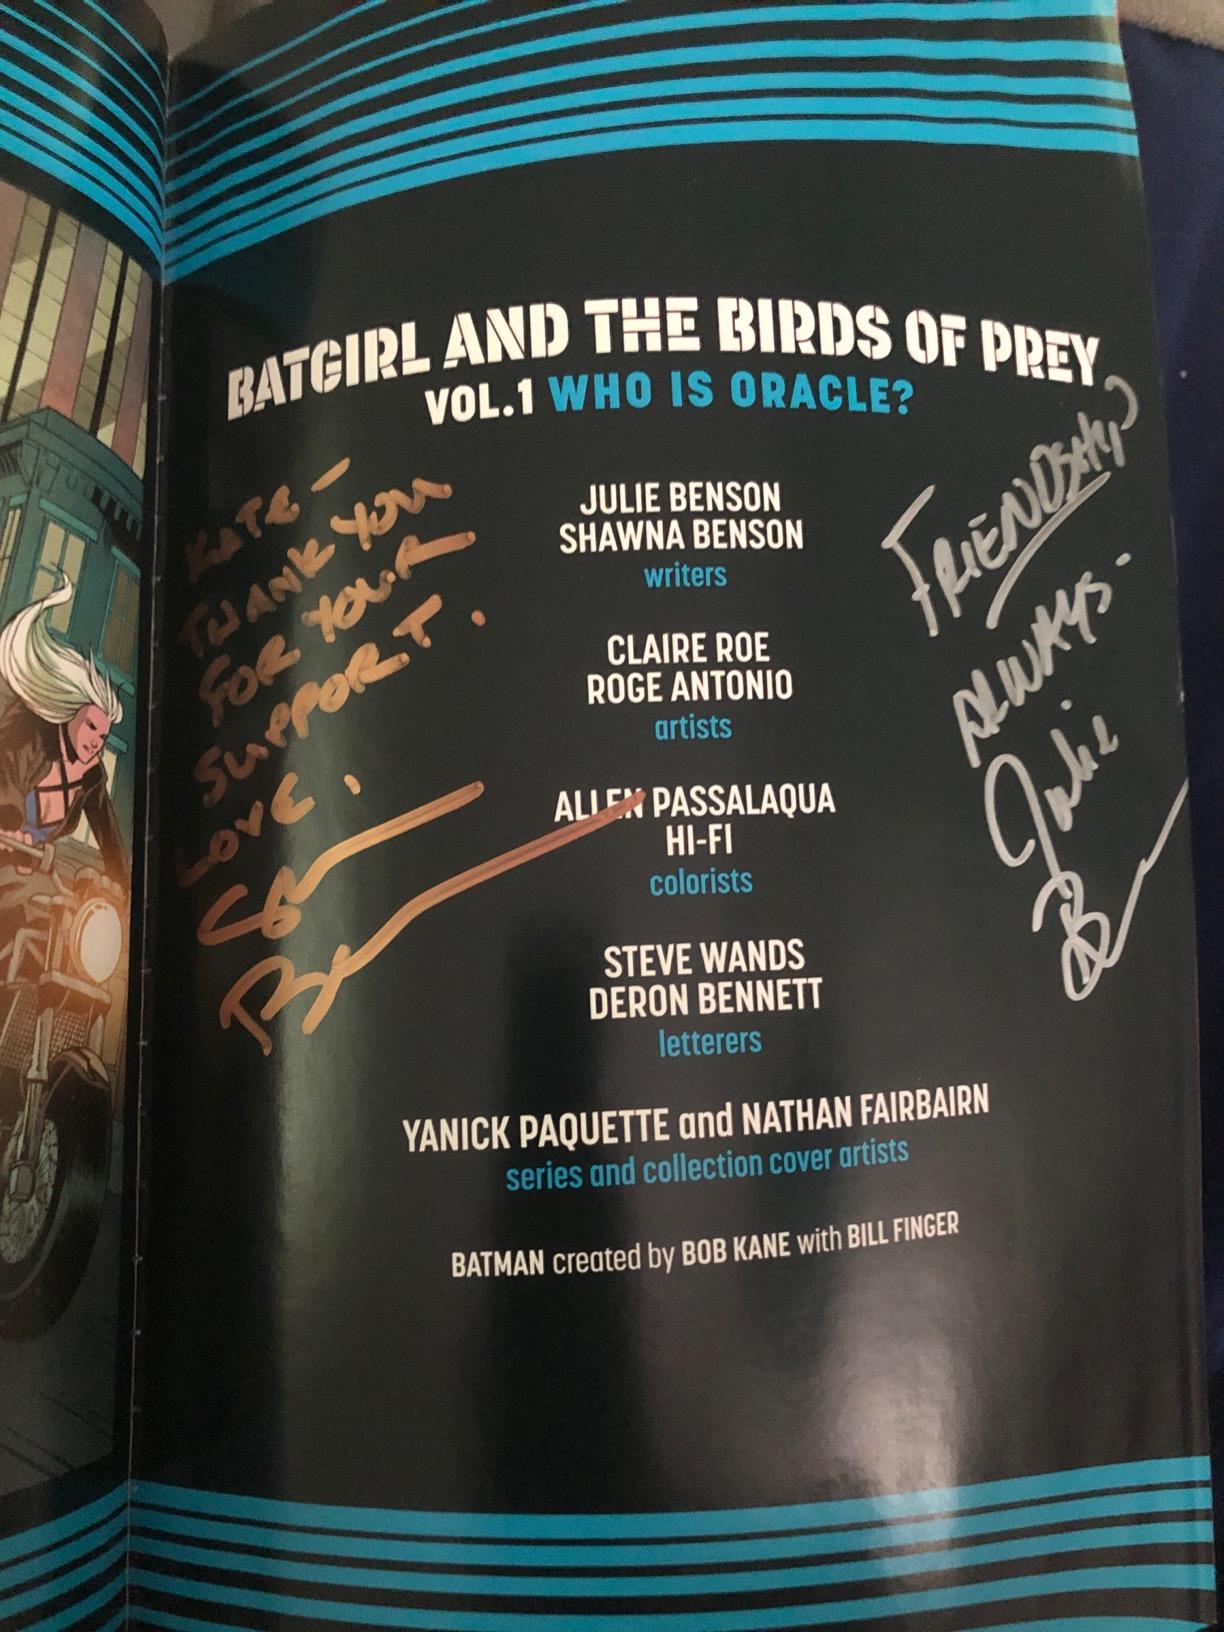 BATGIRL AND THE BIRDS OF PREY
VOL.1 WHO IS ORACLE?
JULIE BENSON
SHAWNA BENSON
writers
CLAIRE ROE
ROGE ANTONIO
artists
ALLEN PASSALAQUA
HI-FI
colorists
STEVE WANDS
DERON BENNETT
letterers
YANICK PAQUETTE and NATHAN FAIRBAIRN
series and collection cover artists
BATMAN created by BOB KANE with BILL FINGER
KATE -
THANK YOU
FOR YOUR
SUPPORT.
LOVE,
FRIENDSHIP
ALWAYS-
Julie